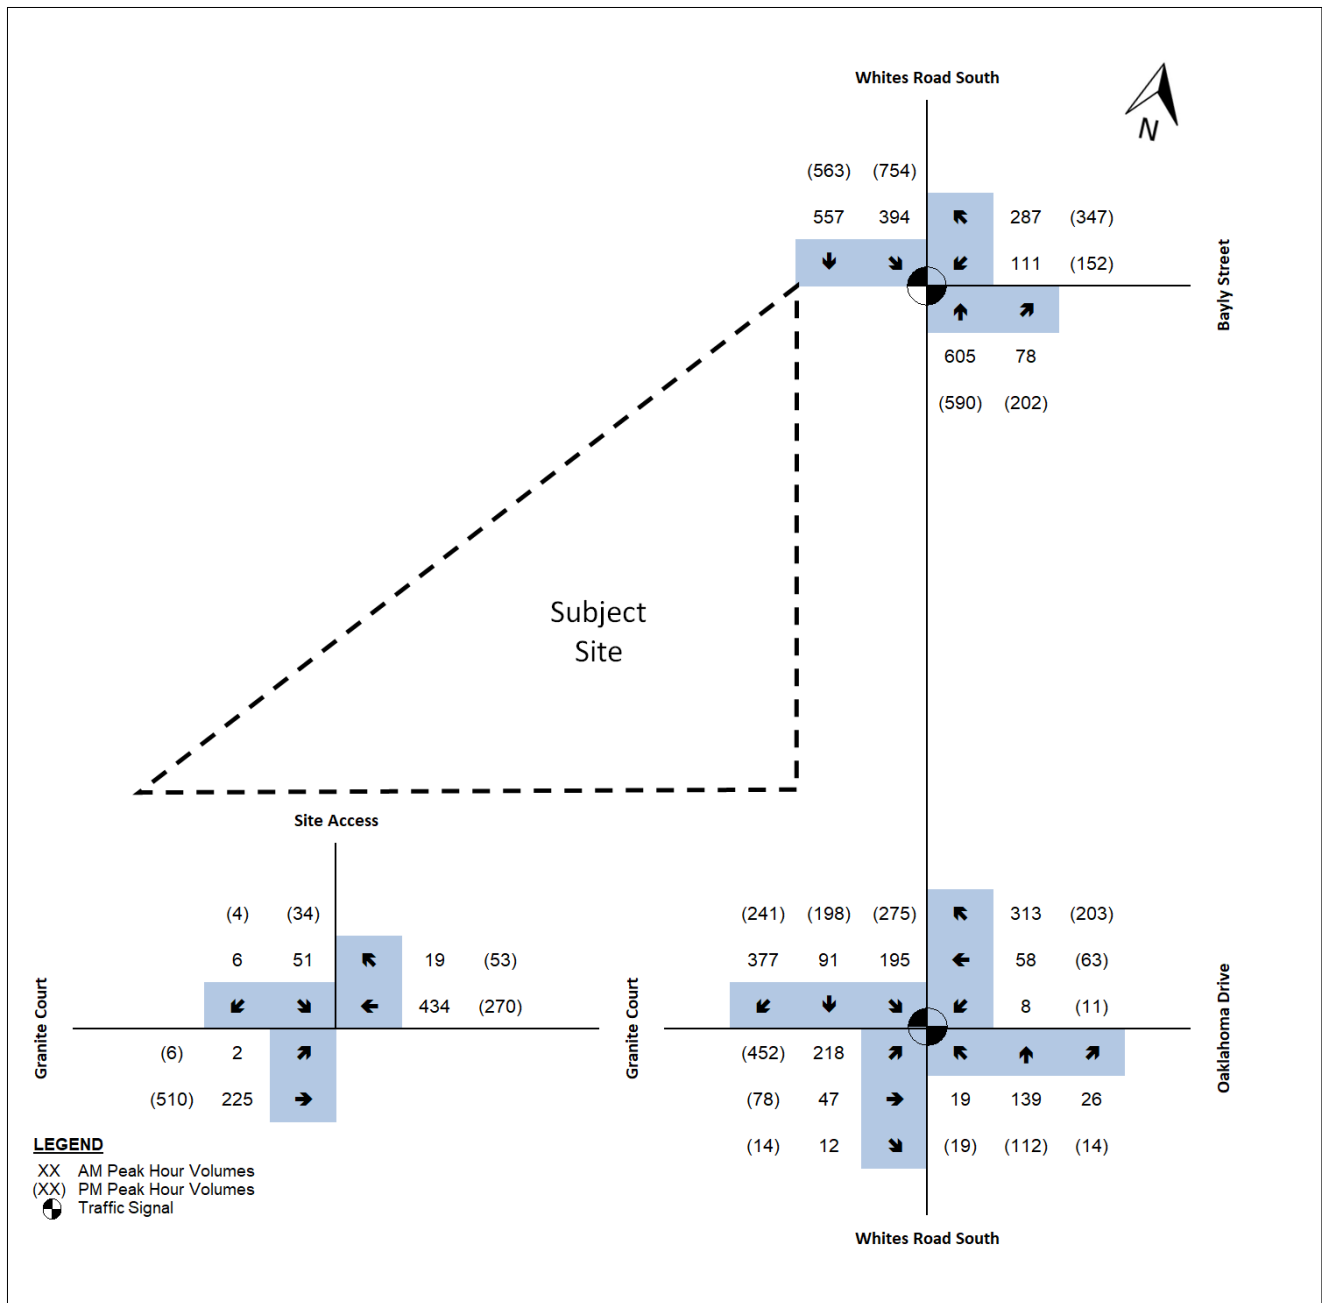 Whites Road South
N
(563) (754)
557 394 287 (347)
111 (152)
Bayly Street
605 78
(590) (202)
Subject
Site
Site Access
(4) (34)
6 51 19 (53)
434 (270)
Granite Court
(6) 2
(510) 225
(241) (198) (275) 313 (203)
377 91 195 58 (63)
8 (11)
Granite Court
Oaklahoma Drive
(452) 218
(78) 47 19 139 26
(14) 12 (19) (112) (14)
LEGEND
XX AM Peak Hour Volumes
(XX) PM Peak Hour Volumes
Traffic Signal
Whites Road South